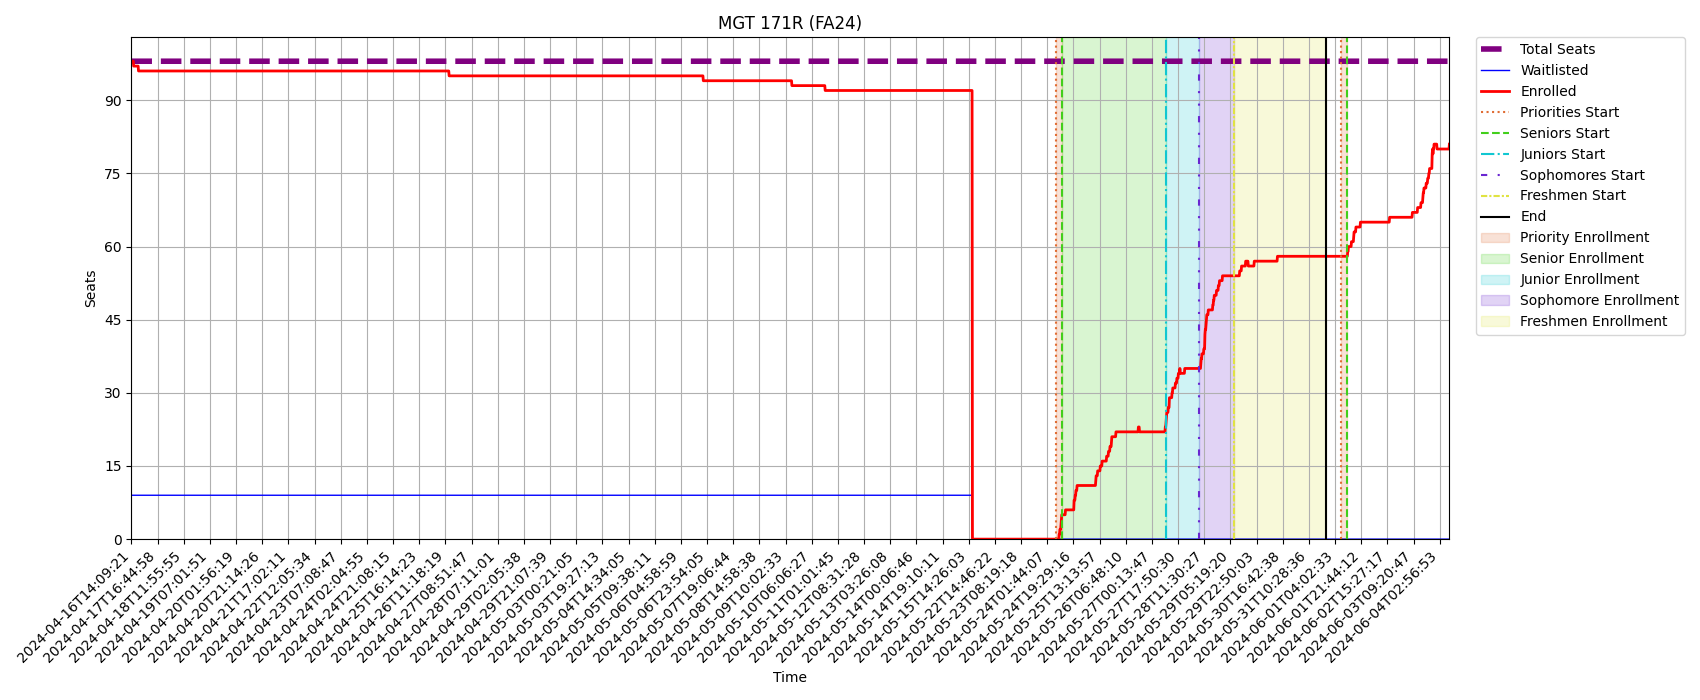 MGT 171R (FA24)
Seats
90
75
60
45
30
15
0
2024-04-16T14:09:21
2024-04-17T16:44:58
2024-04-18T11:55:55
2024-04-19T07:01:51
2024-04-20T01:56:19
2024-04-20T21:14:26
2024-04-21T17:02:11
2024-04-22T12:05:34
2024-04-23T07:08:47
2024-04-24T02:04:55
2024-04-24T21:08:15
2024-04-25T16:14:23
2024-04-26T11:18:19
2024-04-27T08:51:47
2024-04-28T07:11:01
2024-04-29T02:05:38
2024-04-29T21:07:39
2024-05-03T00:21:05
2024-05-03T19:27:13
2024-05-04T14:34:05
2024-05-05T09:38:11
2024-05-06T04:58:59
2024-05-06T23:54:05
2024-05-07T19:06:44
2024-05-08T14:58:38
2024-05-09T10:02:33
2024-05-10T06:06:27
2024-05-11T01:01:45
2024-05-12T08:31:28
2024-05-13T03:26:08
2024-05-14T00:06:46
2024-05-14T19:10:11
2024-05-15T14:26:03
2024-05-22T14:46:22
2024-05-23T08:19:18
2024-05-24T01:44:07
2024-05-24T19:29:16
2024-05-25T13:13:57
2024-05-26T06:48:10
2024-05-27T00:13:47
2024-05-27T17:50:30
2024-05-28T11:30:27
2024-05-29T05:19:20
2024-05-29T22:50:03
2024-05-30T16:42:38
2024-05-31T10:28:36
2024-06-01T04:02:33
2024-06-01T21:44:12
2024-06-02T15:27:17
2024-06-03T09:20:47
2024-06-04T02:56:53
Time
Total Seats
Waitlisted
Enrolled
Priorities Start
Seniors Start
Juniors Start
Sophomores Start
Freshmen Start
End
Priority Enrollment
Senior Enrollment
Junior Enrollment
Sophomore Enrollment
Freshmen Enrollment